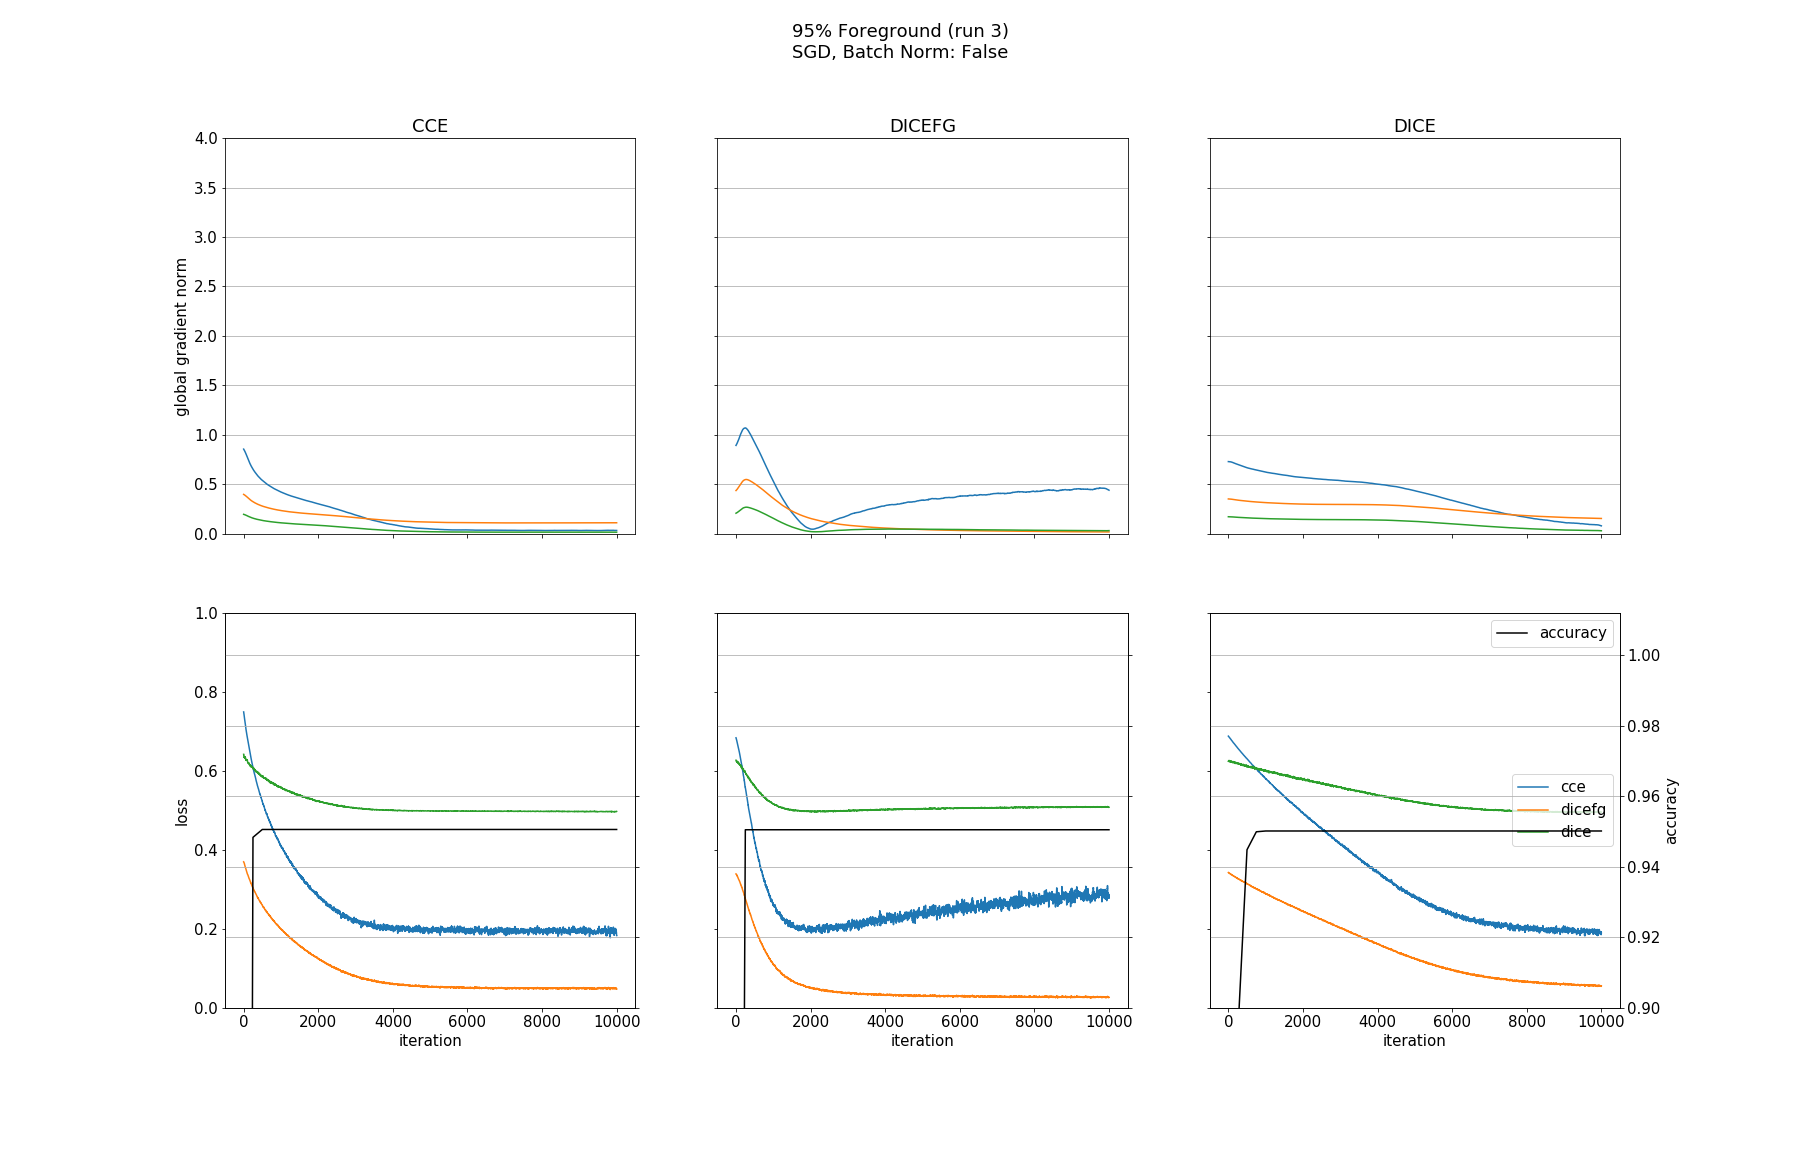 95% Foreground (run 3)
SGD, Batch Norm: False
CCE
DICEFG
DICE
global gradient norm
4.0
3.5
3.0
2.5
2.0
1.5
1.0
0.5
0.0
loss
1.0
0.8
0.6
0.4
0.2
0.0
accuracy
cce
dicefg
dice
1.00
0.98
0.96
0.94
0.92
0.90
accuracy
0 2000 4000 6000 8000 10000
0 2000 4000 6000 8000 10000
0 2000 4000 6000 8000 10000
iteration
iteration
iteration